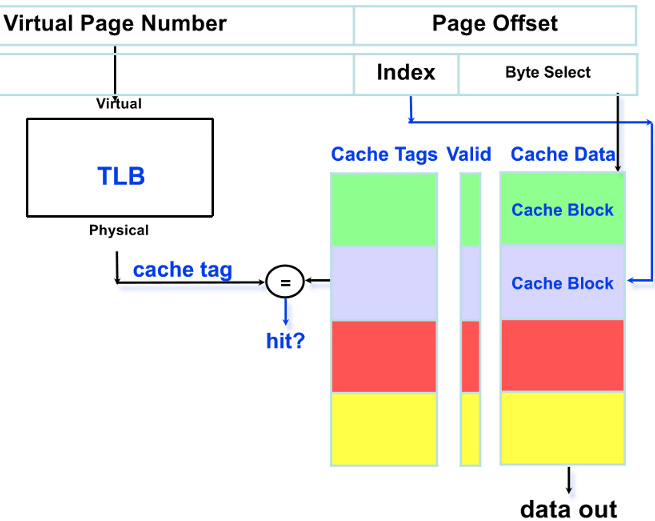 Virtual Page Number Page Offset
Index Byte Select
Virtual
TLB
Physical
cache tag
=
hit?
Cache Tags Valid Cache Data
Cache Block
Cache Block
data out